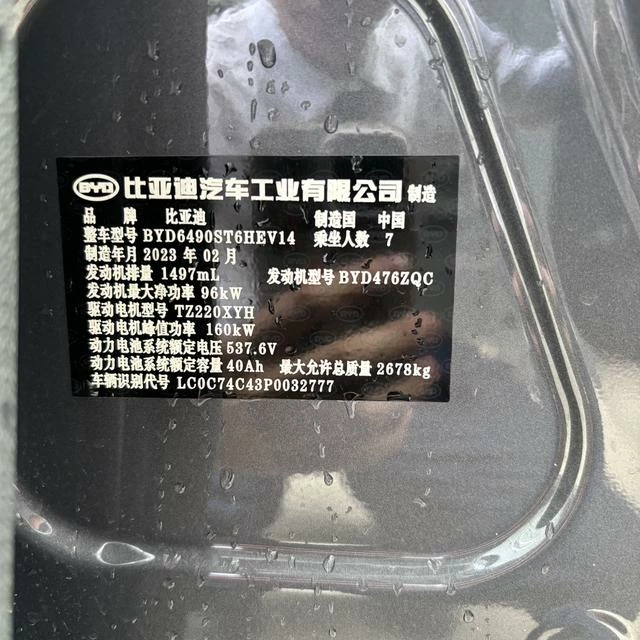 BYD 比亚迪汽车工业有限公司 制造
品 牌 比亚迪 制造国 中国
整车型号 BYD6490ST6HEV14 乘坐人数 7
制造年月 2023 年 02 月
发动机排量 1497mL 发动机型号 BYD476ZQC
发动机最大净功率 96kW
驱动电机型号 TZ220XYH
驱动电机峰值功率 160kW
动力电池系统额定电压 537.6V
动力电池系统额定容量 40Ah 最大允许总质量 2678kg
车辆识别代号 LC0C74C43P0032777